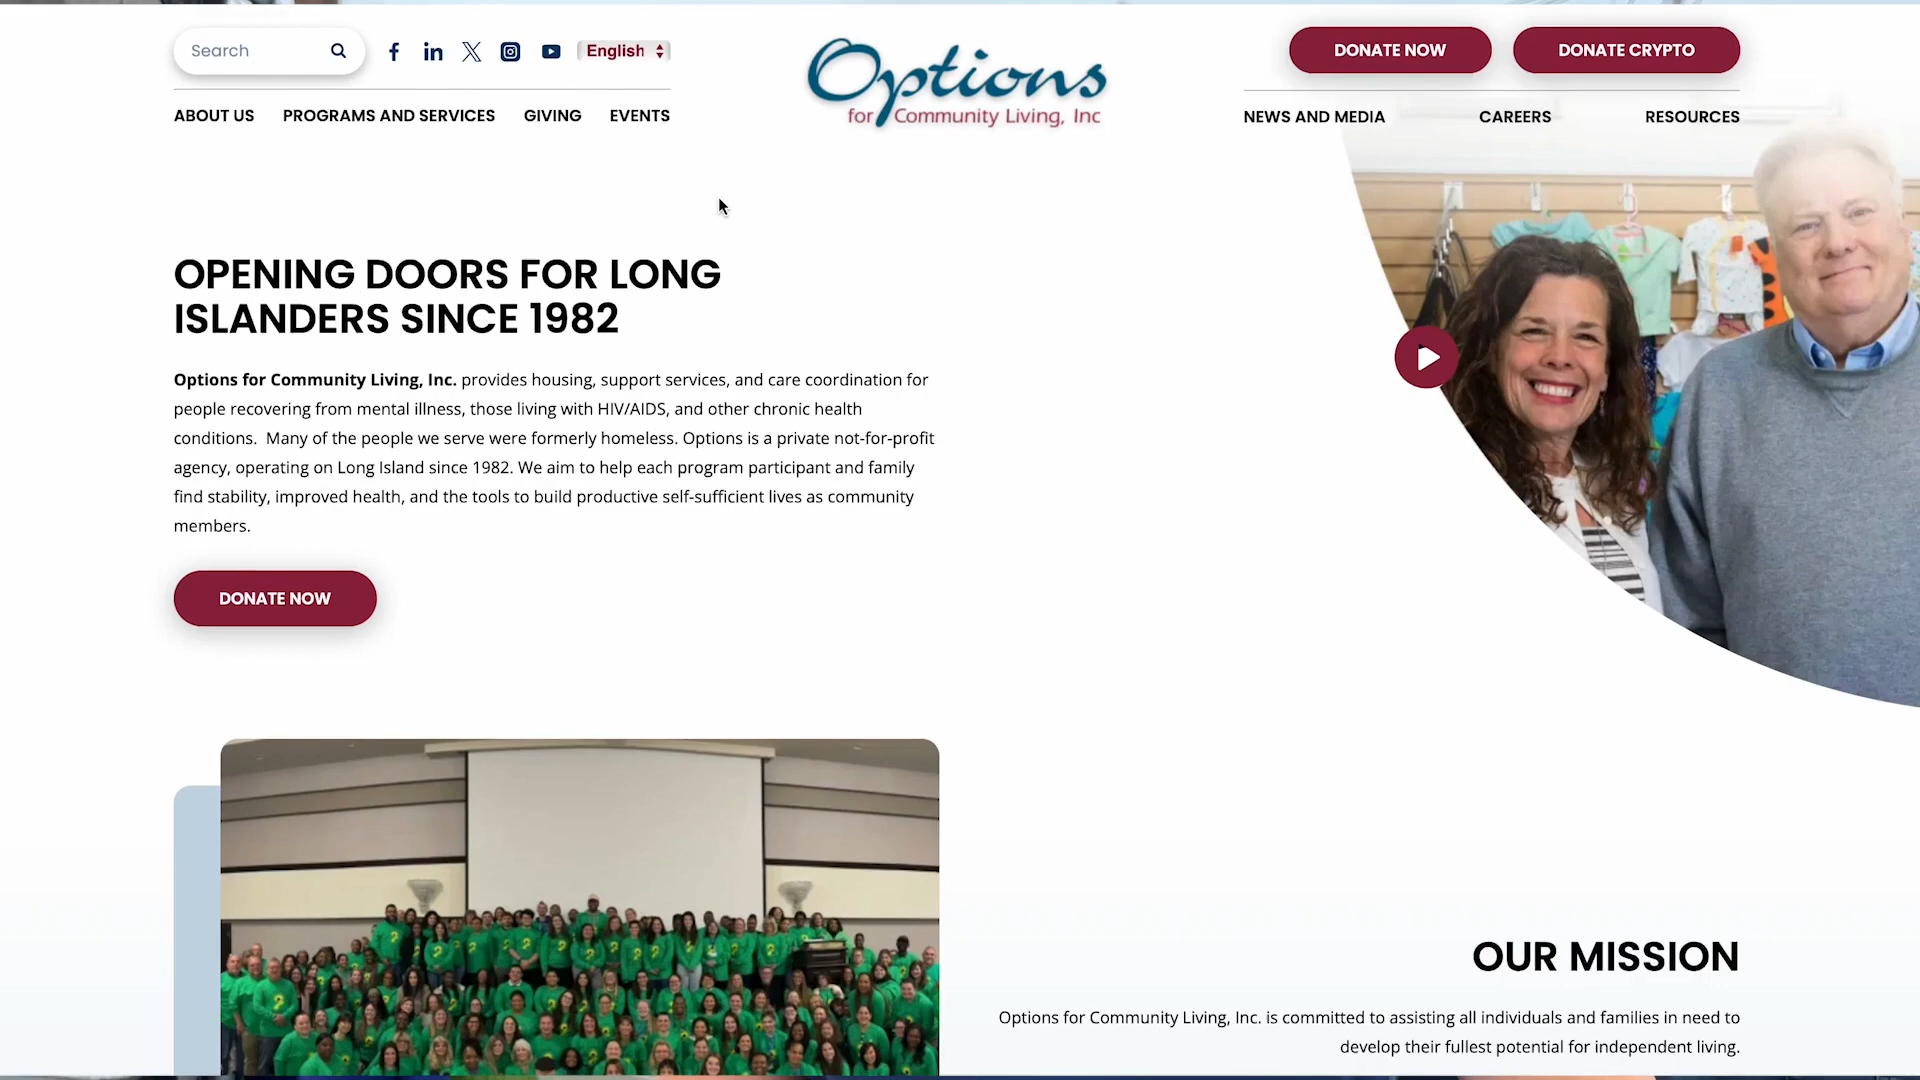 Search
English
Options
for Community Living, Inc
DONATE NOW
DONATE CRYPTO
ABOUT US
PROGRAMS AND SERVICES
GIVING
EVENTS
NEWS AND MEDIA
CAREERS
RESOURCES
OPENING DOORS FOR LONG
ISLANDERS SINCE 1982
Options for Community Living, Inc. provides housing, support services, and care coordination for
people recovering from mental illness, those living with HIV/AIDS, and other chronic health
conditions.  Many of the people we serve were formerly homeless. Options is a private not-for-profit
agency, operating on Long Island since 1982. We aim to help each program participant and family
find stability, improved health, and the tools to build productive self-sufficient lives as community
members.
DONATE NOW
OUR MISSION
Options for Community Living, Inc. is committed to assisting all individuals and families in need to
develop their fullest potential for independent living.